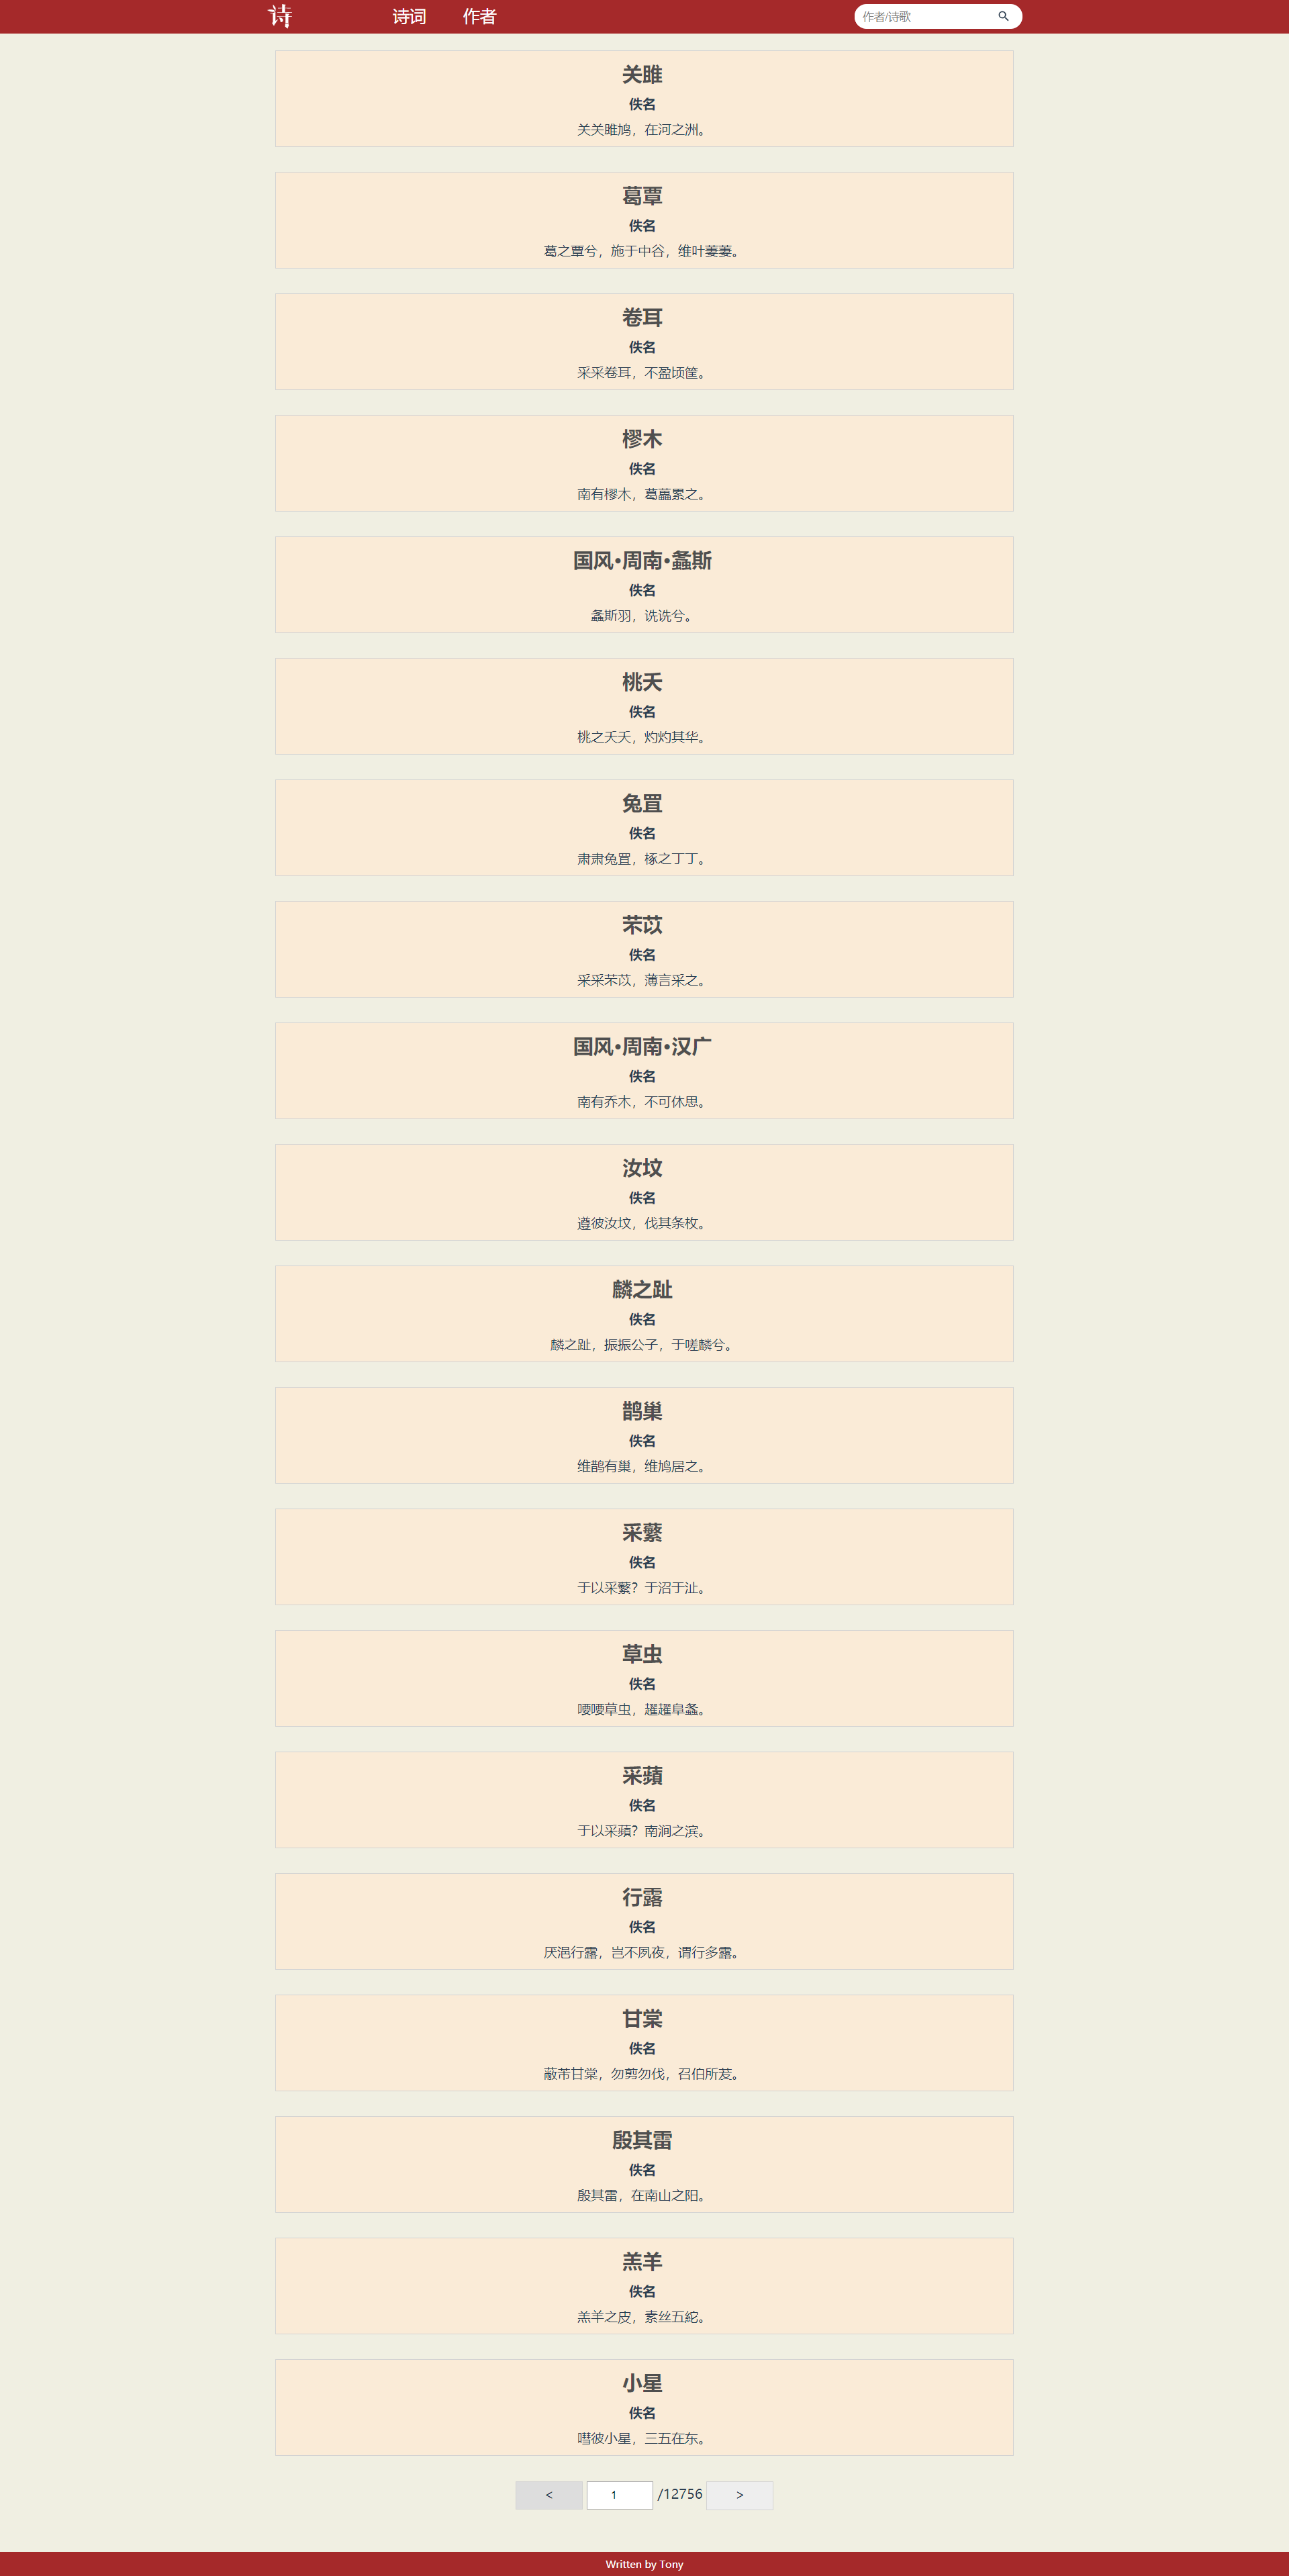 诗
诗词
作者
作者/诗歌
关雎
佚名
关关雎鸠，在河之洲。
葛覃
佚名
葛之覃兮，施于中谷，维叶萋萋。
卷耳
佚名
采采卷耳，不盈顷筐。
樛木
佚名
南有樛木，葛藟累之。
国风·周南·螽斯
佚名
螽斯羽，诜诜兮。
桃夭
佚名
桃之夭夭，灼灼其华。
兔罝
佚名
肃肃兔罝，椓之丁丁。
芣苡
佚名
采采芣苡，薄言采之。
国风·周南·汉广
佚名
南有乔木，不可休思。
汝坟
佚名
遵彼汝坟，伐其条枚。
麟之趾
佚名
麟之趾，振振公子，于嗟麟兮。
鹊巢
佚名
维鹊有巢，维鸠居之。
采蘩
佚名
于以采蘩？于沼于沚。
草虫
佚名
喓喓草虫，趯趯阜螽。
采蘋
佚名
于以采蘋？南涧之滨。
行露
佚名
厌浥行露，岂不夙夜，谓行多露。
甘棠
佚名
蔽芾甘棠，勿剪勿伐，召伯所茇。
殷其雷
佚名
殷其雷，在南山之阳。
羔羊
佚名
羔羊之皮，素丝五紽。
小星
佚名
嘒彼小星，三五在东。
< 1 /12756 >
Written by Tony